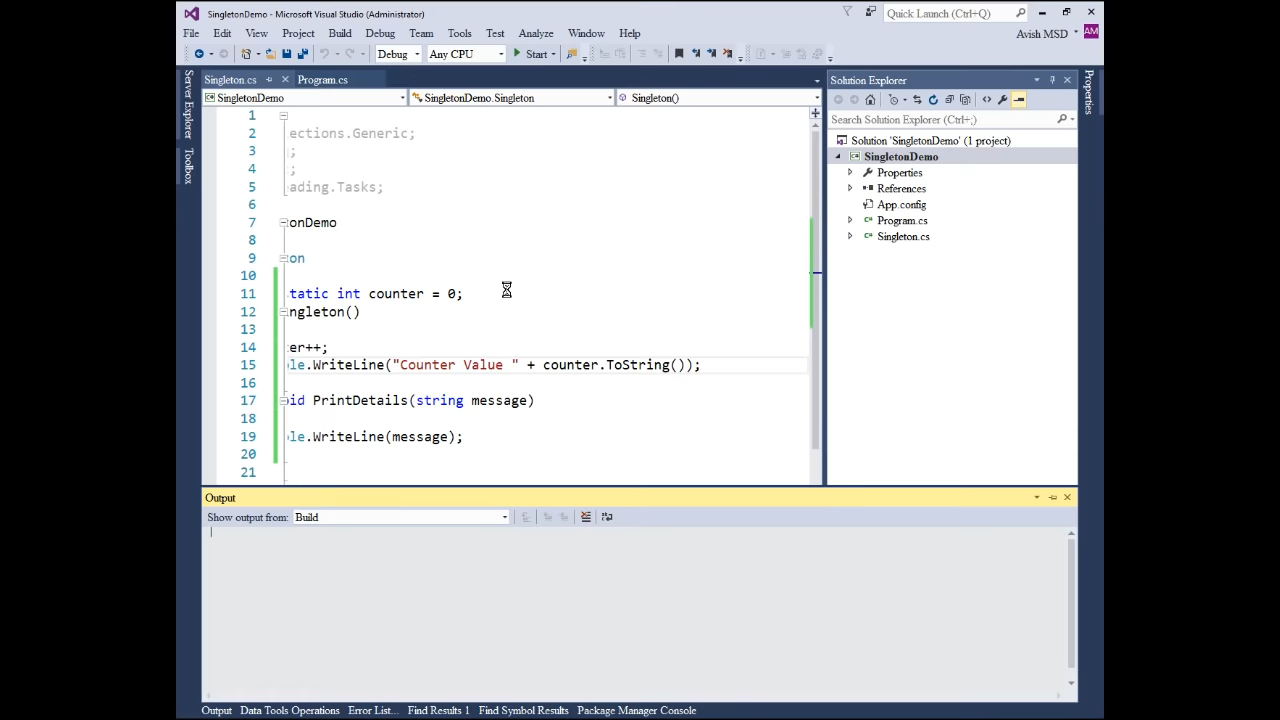 SingletonDemo - Microsoft Visual Studio (Administrator)
Quick Launch (Ctrl+Q)
File Edit View Project Build Debug Team Tools Test Analyze Window Help
Avish MSD
AM
Debug Any CPU Start
Server Explorer
Toolbox
Singleton.cs Program.cs
SingletonDemo SingletonDemo.Singleton Singleton()
1
2 ections.Generic;
3 ;
4 ;
5 ading.Tasks;
6
7 onDemo
8
9 on
10
11 tatic int counter = 0;
12 ngleton()
13
14 er++;
15 le.WriteLine("Counter Value " + counter.ToString());
16
17 id PrintDetails(string message)
18
19 le.WriteLine(message);
20
21
Solution Explorer
Search Solution Explorer (Ctrl+;)
Solution 'SingletonDemo' (1 project)
SingletonDemo
Properties
References
App.config
Program.cs
Singleton.cs
Properties
Output
Show output from: Build
Output Data Tools Operations Error List... Find Results 1 Find Symbol Results Package Manager Console